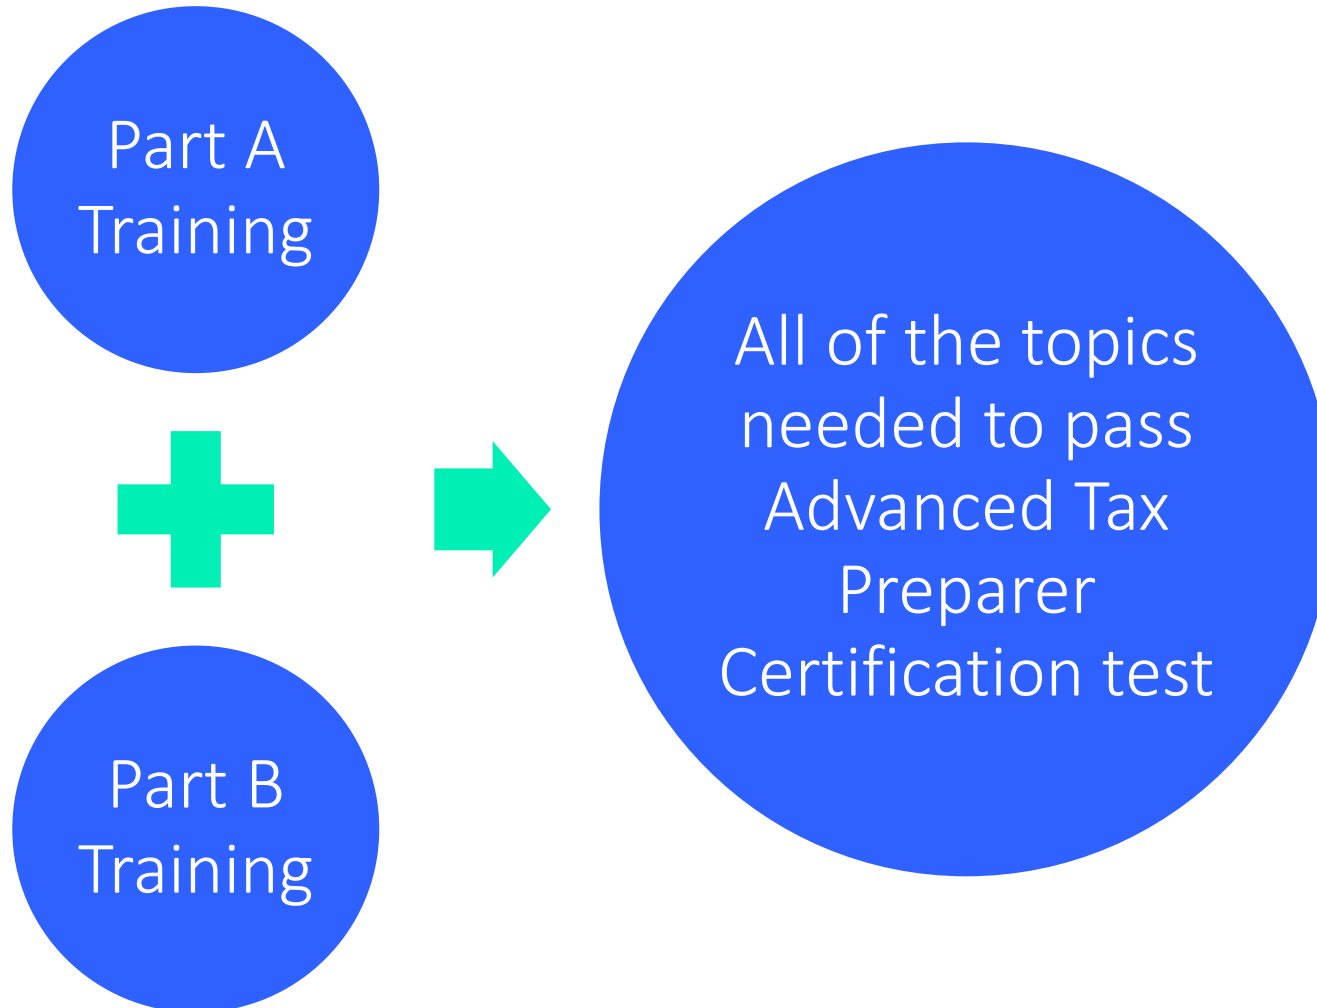 Part A
Training
Part B
Training
All of the topics
needed to pass
Advanced Tax
Preparer
Certification test